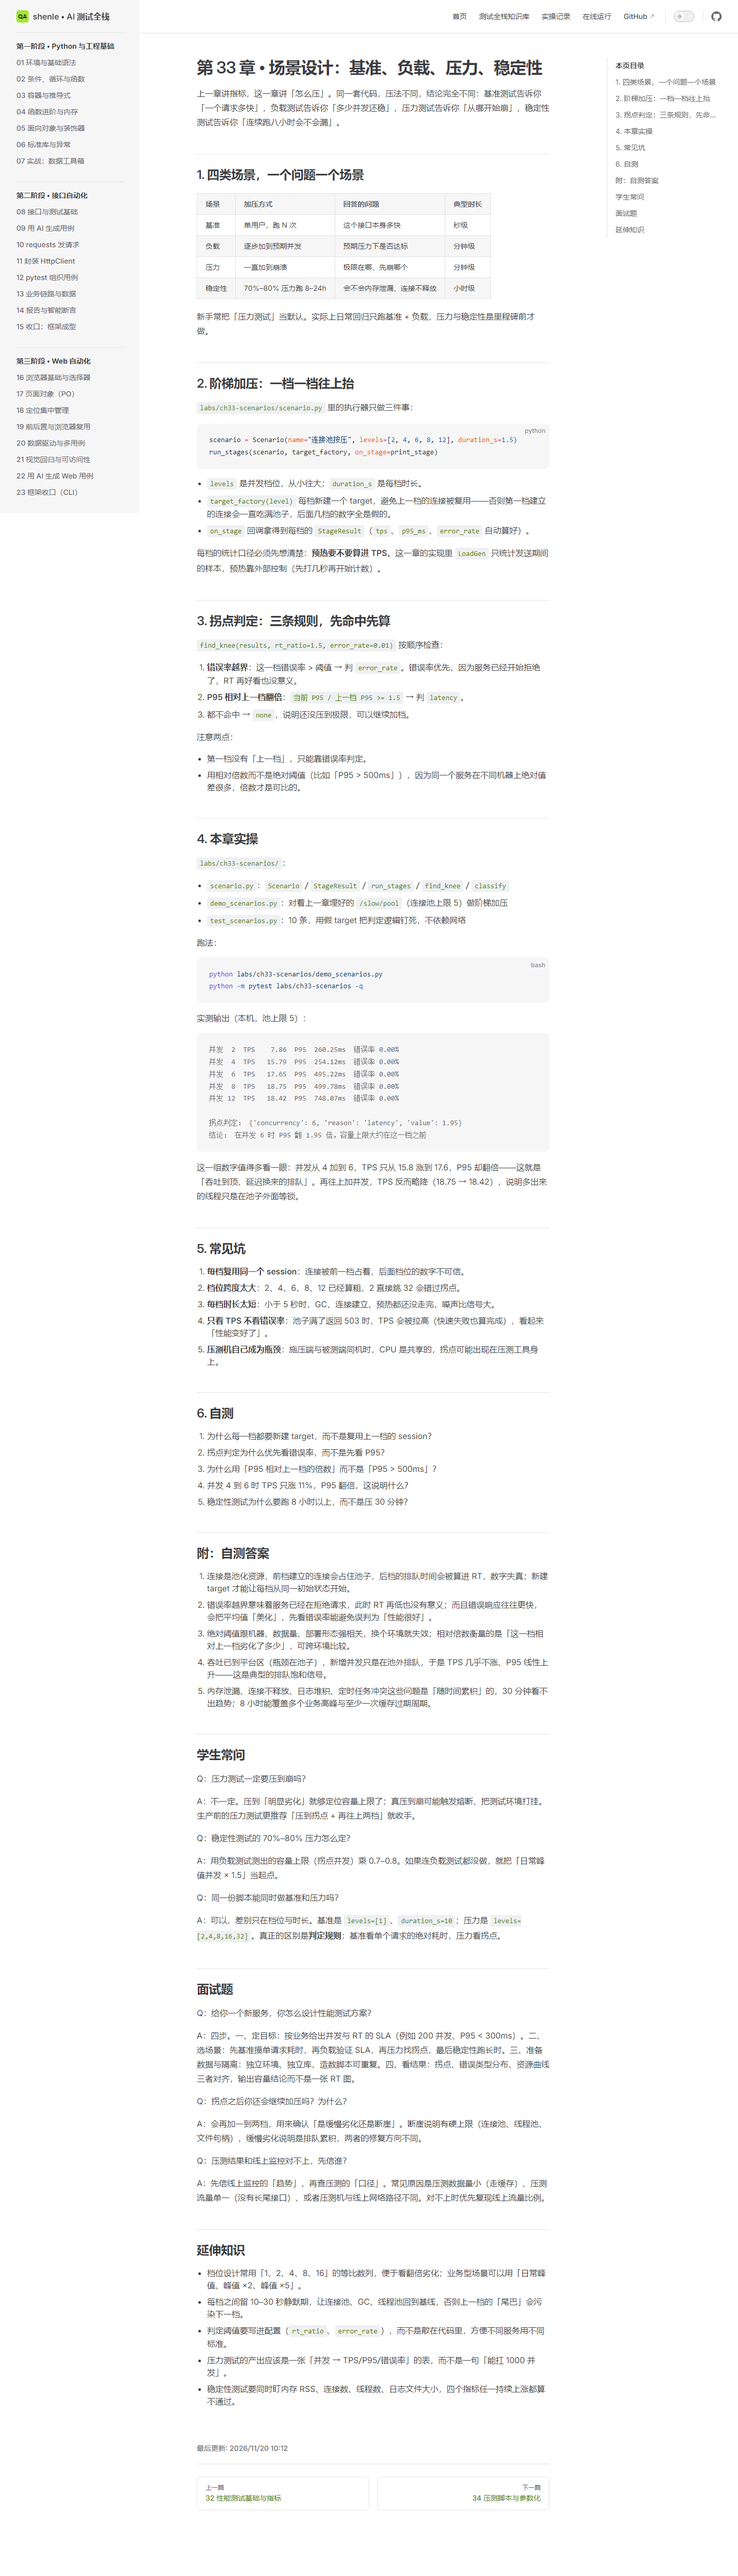 shenle • AI 测试全栈
首页
测试全栈知识库
实操记录
在线运行
GitHub ↗
第一阶段 • Python 与工程基础
01 环境与基础语法
02 条件、循环与函数
03 容器与推导式
04 函数进阶与内存
05 面向对象与装饰器
06 标准库与异常
07 实战：数据工具箱
第二阶段 • 接口自动化
08 接口与测试基础
09 用 AI 生成用例
10 requests 发请求
11 封装 HttpClient
12 pytest 组织用例
13 业务链路与数据
14 报告与智能断言
15 收口：框架成型
第三阶段 • Web 自动化
16 浏览器基础与选择器
17 页面对象（PO）
18 定位集中管理
19 前后置与浏览器复用
20 数据驱动与多用例
21 视觉回归与可访问性
22 用 AI 生成 Web 用例
23 框架收口（CLI）
第 33 章 • 场景设计：基准、负载、压力、稳定性
上一章讲指标，这一章讲「怎么压」。同一套代码，压法不同，结论完全不同：基准测试告诉你
「一个请求多快」，负载测试告诉你「多少并发还稳」，压力测试告诉你「从哪开始崩」，稳定性
测试告诉你「连续跑八小时会不会漏」。
1. 四类场景，一个问题一个场景
场景 加压方式 回答的问题 典型时长
基准 单用户，跑 N 次 这个接口本身多快 秒级
负载 逐步加到预期并发 预期压力下是否达标 分钟级
压力 一直加到崩溃 极限在哪、先崩哪个 分钟级
稳定性 70%–80% 压力跑 8–24h 会不会内存泄漏、连接不释放 小时级
新手常把「压力测试」当默认。实际上日常回归只跑基准 + 负载，压力与稳定性是里程碑前才
做。
2. 阶梯加压：一档一档往上抬
labs/ch33-scenarios/scenario.py 里的执行器只做三件事：
python
scenario = Scenario(name="连接池按压", levels=[2, 4, 6, 8, 12], duration_s=1.5)
run_stages(scenario, target_factory, on_stage=print_stage)
• levels 是并发档位，从小往大；duration_s 是每档时长。
• target_factory(level) 每档新建一个 target，避免上一档的连接被复用——否则第一档建立
的连接会一直吃满池子，后面几档的数字全是假的。
• on_stage 回调拿得到每档的 StageResult（tps、p95_ms、error_rate 自动算好）。
每档的统计口径必须先想清楚：预热要不要算进 TPS。这一章的实现里 LoadGen 只统计发送期间
的样本，预热靠外部控制（先打几秒再开始计数）。
3. 拐点判定：三条规则，先命中先算
find_knee(results, rt_ratio=1.5, error_rate=0.01) 按顺序检查：
1. 错误率越界：这一档错误率 > 阈值 → 判 error_rate。错误率优先，因为服务已经开始拒绝
了，RT 再好看也没意义。
2. P95 相对上一档翻倍：当前 P95 / 上一档 P95 >= 1.5 → 判 latency。
3. 都不命中 → none，说明还没压到极限，可以继续加档。
注意两点：
• 第一档没有「上一档」，只能靠错误率判定。
• 用相对倍数而不是绝对阈值（比如「P95 > 500ms」），因为同一个服务在不同机器上绝对值
差很多，倍数才是可比的。
4. 本章实操
labs/ch33-scenarios/：
• scenario.py：Scenario / StageResult / run_stages / find_knee / classify
• demo_scenarios.py：对着上一章埋好的 /slow/pool（连接池上限 5）做阶梯加压
• test_scenarios.py：10 条，用假 target 把判定逻辑钉死，不依赖网络
跑法：
bash
python labs/ch33-scenarios/demo_scenarios.py
python -m pytest labs/ch33-scenarios -q
实测输出（本机，池上限 5）：
并发 2 TPS 7.86 P95 260.25ms 错误率 0.00%
并发 4 TPS 15.79 P95 254.12ms 错误率 0.00%
并发 6 TPS 17.65 P95 495.22ms 错误率 0.00%
并发 8 TPS 18.75 P95 499.78ms 错误率 0.00%
并发 12 TPS 18.42 P95 748.07ms 错误率 0.00%
拐点判定： {'concurrency': 6, 'reason': 'latency', 'value': 1.95}
结论： 在并发 6 时 P95 翻 1.95 倍，容量上限大约在这一档之前
这一组数字值得多看一眼：并发从 4 加到 6，TPS 只从 15.8 涨到 17.6，P95 却翻倍——这就是
「吞吐到顶、延迟换来的排队」。再往上加并发，TPS 反而略降（18.75 → 18.42），说明多出来
的线程只是在池子外面等锁。
5. 常见坑
1. 每档复用同一个 session：连接被前一档占着，后面档位的数字不可信。
2. 档位跨度太大：2、4、6、8、12 已经算粗，2 直接跳 32 会错过拐点。
3. 每档时长太短：小于 5 秒时，GC、连接建立、预热都还没走完，噪声比信号大。
4. 只看 TPS 不看错误率：池子满了返回 503 时，TPS 会被拉高（快速失败也算完成），看起来
「性能变好了」。
5. 压测机自己成为瓶颈：施压端与被测端同机时，CPU 是共享的，拐点可能出现在压测工具身
上。
6. 自测
1. 为什么每一档都要新建 target，而不是复用上一档的 session？
2. 拐点判定为什么优先看错误率，而不是先看 P95？
3. 为什么用「P95 相对上一档的倍数」而不是「P95 > 500ms」？
4. 并发 4 到 6 时 TPS 只涨 11%，P95 翻倍，这说明什么？
5. 稳定性测试为什么要跑 8 小时以上，而不是压 30 分钟？
附：自测答案
1. 连接是池化资源，前档建立的连接会占住池子，后档的排队时间会被算进 RT，数字失真；新建
target 才能让每档从同一初始状态开始。
2. 错误率越界意味着服务已经在拒绝请求，此时 RT 再低也没有意义；而且错误响应往往更快，
会把平均值「美化」，先看错误率能避免误判为「性能很好」。
3. 绝对阈值跟机器、数据量、部署形态强相关，换个环境就失效；相对倍数衡量的是「这一档相
对上一档劣化了多少」，可跨环境比较。
4. 吞吐已到平台区（瓶颈在池子），新增并发只是在池外排队，于是 TPS 几乎不涨、P95 线性上
升——这是典型的排队饱和信号。
5. 内存泄漏、连接不释放、日志堆积、定时任务冲突这些问题是「随时间累积」的，30 分钟看不
出趋势；8 小时能覆盖多个业务高峰与至少一次缓存过期周期。
学生常问
Q：压力测试一定要压到崩吗？
A：不一定。压到「明显劣化」就够定位容量上限了；真压到崩可能触发熔断、把测试环境打挂。
生产前的压力测试更推荐「压到拐点 + 再往上两档」就收手。
Q：稳定性测试的 70%–80% 压力怎么定？
A：用负载测试测出的容量上限（拐点并发）乘 0.7–0.8。如果连负载测试都没做，就把「日常峰
值并发 × 1.5」当起点。
Q：同一份脚本能同时做基准和压力吗？
A：可以，差别只在档位与时长。基准是 levels=[1]、duration_s=10；压力是 levels=
[2,4,8,16,32]。真正的区别是判定规则：基准看单个请求的绝对耗时，压力看拐点。
面试题
Q：给你一个新服务，你怎么设计性能测试方案？
A：四步。一、定目标：按业务给出并发与 RT 的 SLA（例如 200 并发、P95 < 300ms）。二、
选场景：先基准摸单请求耗时，再负载验证 SLA，再压力找拐点，最后稳定性跑长时。三、准备
数据与隔离：独立环境、独立库、造数脚本可重复。四、看结果：拐点、错误类型分布、资源曲线
三者对齐，输出容量结论而不是一张 RT 图。
Q：拐点之后你还会继续加压吗？为什么？
A：会再加一到两档，用来确认「是缓慢劣化还是断崖」。断崖说明有硬上限（连接池、线程池、
文件句柄），缓慢劣化说明是排队累积，两者的修复方向不同。
Q：压测结果和线上监控对不上，先信谁？
A：先信线上监控的「趋势」，再查压测的「口径」。常见原因是压测数据量小（走缓存）、压测
流量单一（没有长尾接口）、或者压测机与线上网络路径不同。对不上时优先复现线上流量比例。
延伸知识
• 档位设计常用「1、2、4、8、16」的等比数列，便于看翻倍劣化；业务型场景可以用「日常峰
值、峰值 ×2、峰值 ×5」。
• 每档之间留 10–30 秒静默期，让连接池、GC、线程池回到基线，否则上一档的「尾巴」会污
染下一档。
• 判定阈值要写进配置（rt_ratio、error_rate），而不是散在代码里，方便不同服务用不同
标准。
• 压力测试的产出应该是一张「并发 → TPS/P95/错误率」的表，而不是一句「能扛 1000 并
发」。
• 稳定性测试要同时盯内存 RSS、连接数、线程数、日志文件大小，四个指标任一持续上涨都算
不通过。
最后更新: 2026/11/20 10:12
上一篇
32 性能测试基础与指标
下一篇
34 压测脚本与参数化
本页目录
1. 四类场景，一个问题一个场景
2. 阶梯加压：一档一档往上抬
3. 拐点判定：三条规则，先命...
4. 本章实操
5. 常见坑
6. 自测
附：自测答案
学生常问
面试题
延伸知识